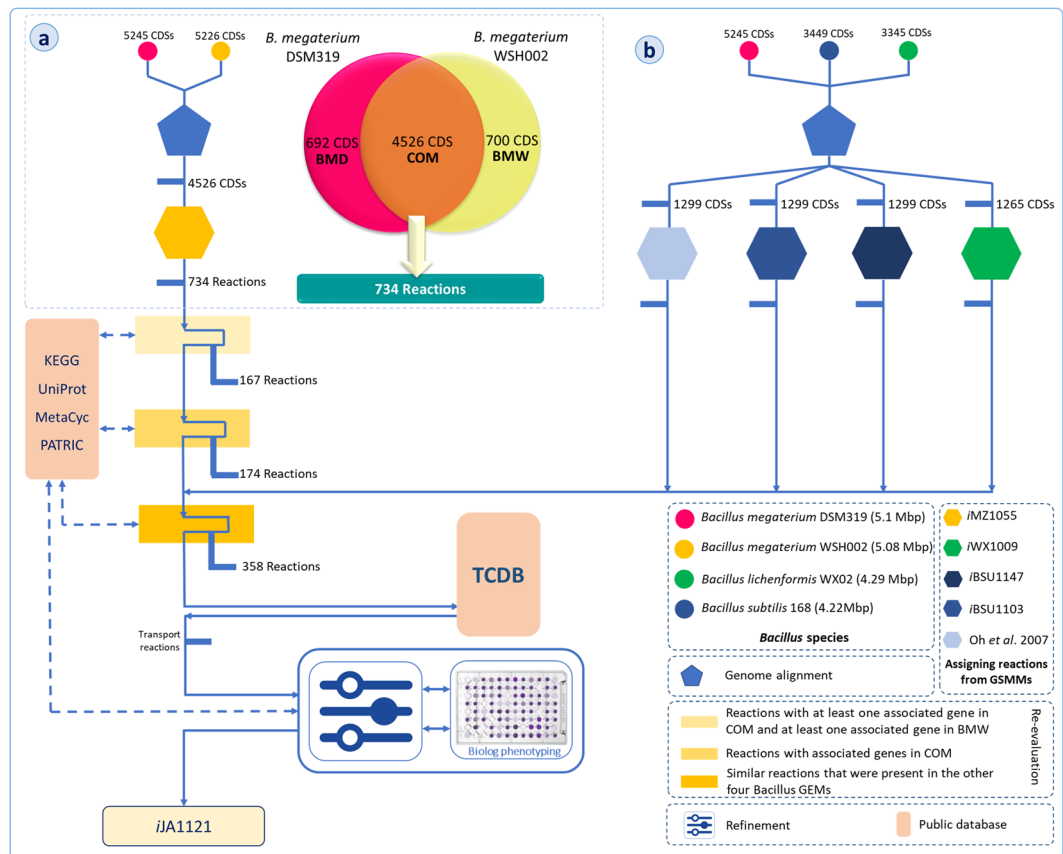 a
5245 CDSs
5226 CDSs
B. megaterium
DSM319
B. megaterium
WSH002
692 CDS
BMD
4526 CDS
COM
700 CDS
BMW
4526 CDSs
734 Reactions
734 Reactions
KEGG
UniProt
MetaCyc
PATRIC
167 Reactions
174 Reactions
358 Reactions
TCDB
Transport
reactions
Biolog phenotyping
iJA1121
b
5245 CDSs
3449 CDSs
3345 CDSs
1299 CDSs
1299 CDSs
1299 CDSs
1265 CDSs
Bacillus megaterium DSM319 (5.1 Mbp)
Bacillus megaterium WSH002 (5.08 Mbp)
Bacillus lichenformis WX02 (4.29 Mbp)
Bacillus subtilis 168 (4.22Mbp)
Bacillus species
iMZ1055
iWX1009
iBSU1147
iBSU1103
Oh et al. 2007
Assigning reactions
from GSMMs
Genome alignment
Reactions with at least one associated gene in
COM and at least one associated gene in BMW
Reactions with associated genes in COM
Similar reactions that were present in the other
four Bacillus GEMs
Re-evaluation
Refinement
Public database